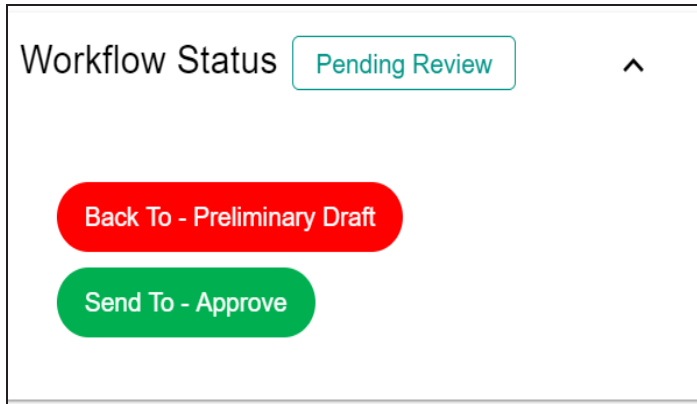 Workflow Status Pending Review
Back To - Preliminary Draft
Send To - Approve